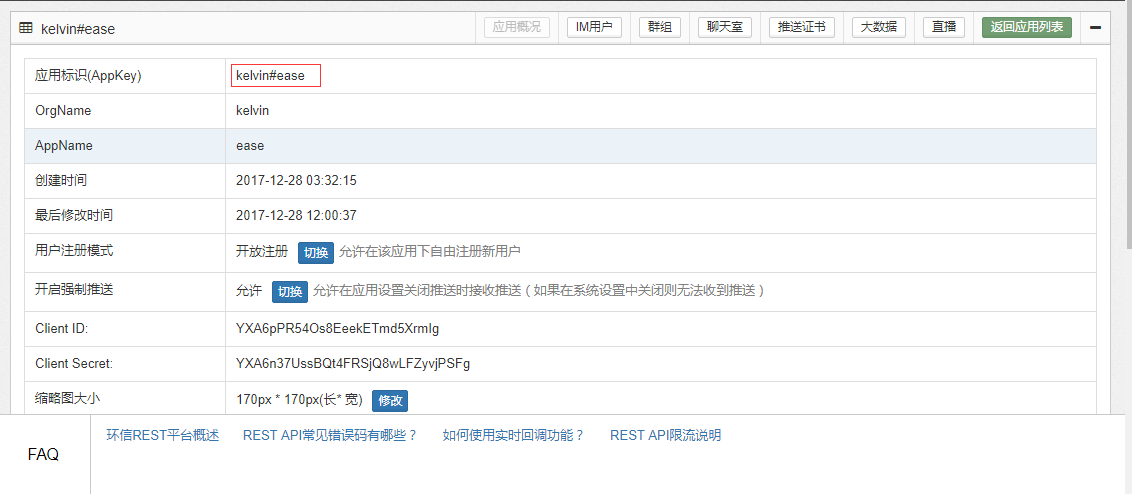 kelvin#ease 应用概况 IM用户 群组 聊天室 推送证书 大数据 直播 返回应用列表
应用标识(AppKey) kelvin#ease
OrgName kelvin
AppName ease
创建时间 2017-12-28 03:32:15
最后修改时间 2017-12-28 12:00:37
用户注册模式 开放注册 切换 允许在该应用下自由注册新用户
开启强制推送 允许 切换 允许在应用设置关闭推送时接收推送（如果在系统设置中关闭则无法收到推送）
Client ID: YXA6pPR54Os8EeekETmd5XrmIg
Client Secret: YXA6n37UssBQt4FRSjQ8wLFZyvjPSFg
缩略图大小 170px * 170px(长* 宽) 修改
FAQ 环信REST平台概述 REST API常见错误码有哪些？ 如何使用实时回调功能？ REST API限流说明